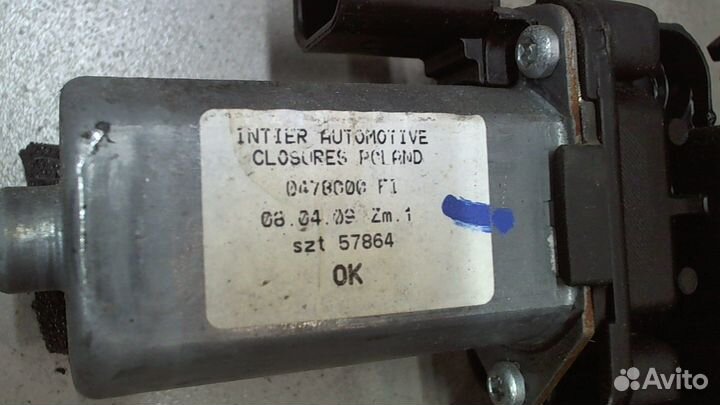 INTIER AUTOMOTIVE
CLOSURES POLAND
0478000 FI
08.04.09 Zm.1
szt 57864
OK
Avito